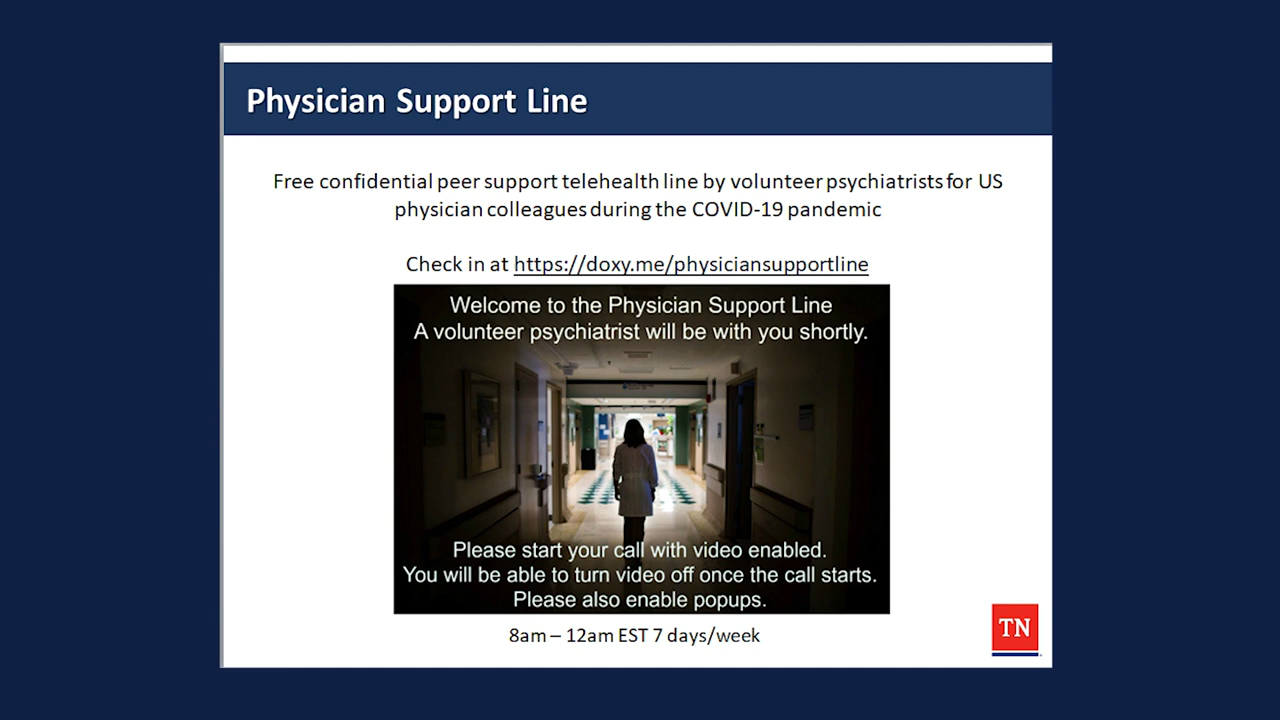 Physician Support Line
Free confidential peer support telehealth line by volunteer psychiatrists for US
physician colleagues during the COVID-19 pandemic
Check in at https://doxy.me/physiciansupportline
Welcome to the Physician Support Line
A volunteer psychiatrist will be with you shortly.
Please start your call with video enabled.
You will be able to turn video off once the call starts.
Please also enable popups.
8am – 12am EST 7 days/week
TN